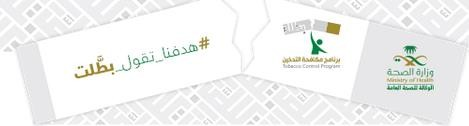 #هدفنا_تقول_بطَّلت
برنامج مكافحة التدخين
Tobacco Control Program
وزارة الصحة
Ministry of Health
الوكالة للصحة العامة